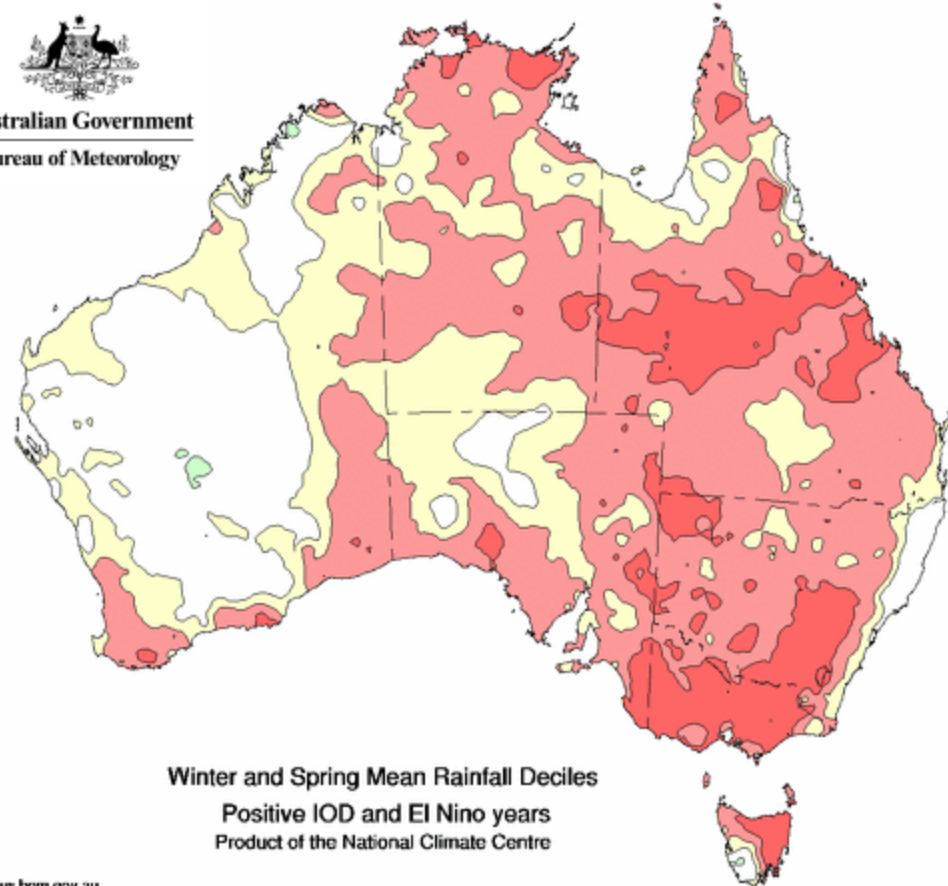 stralian Government
ureau of Meteorology
Winter and Spring Mean Rainfall Deciles
Positive IOD and El Nino years
Product of the National Climate Centre